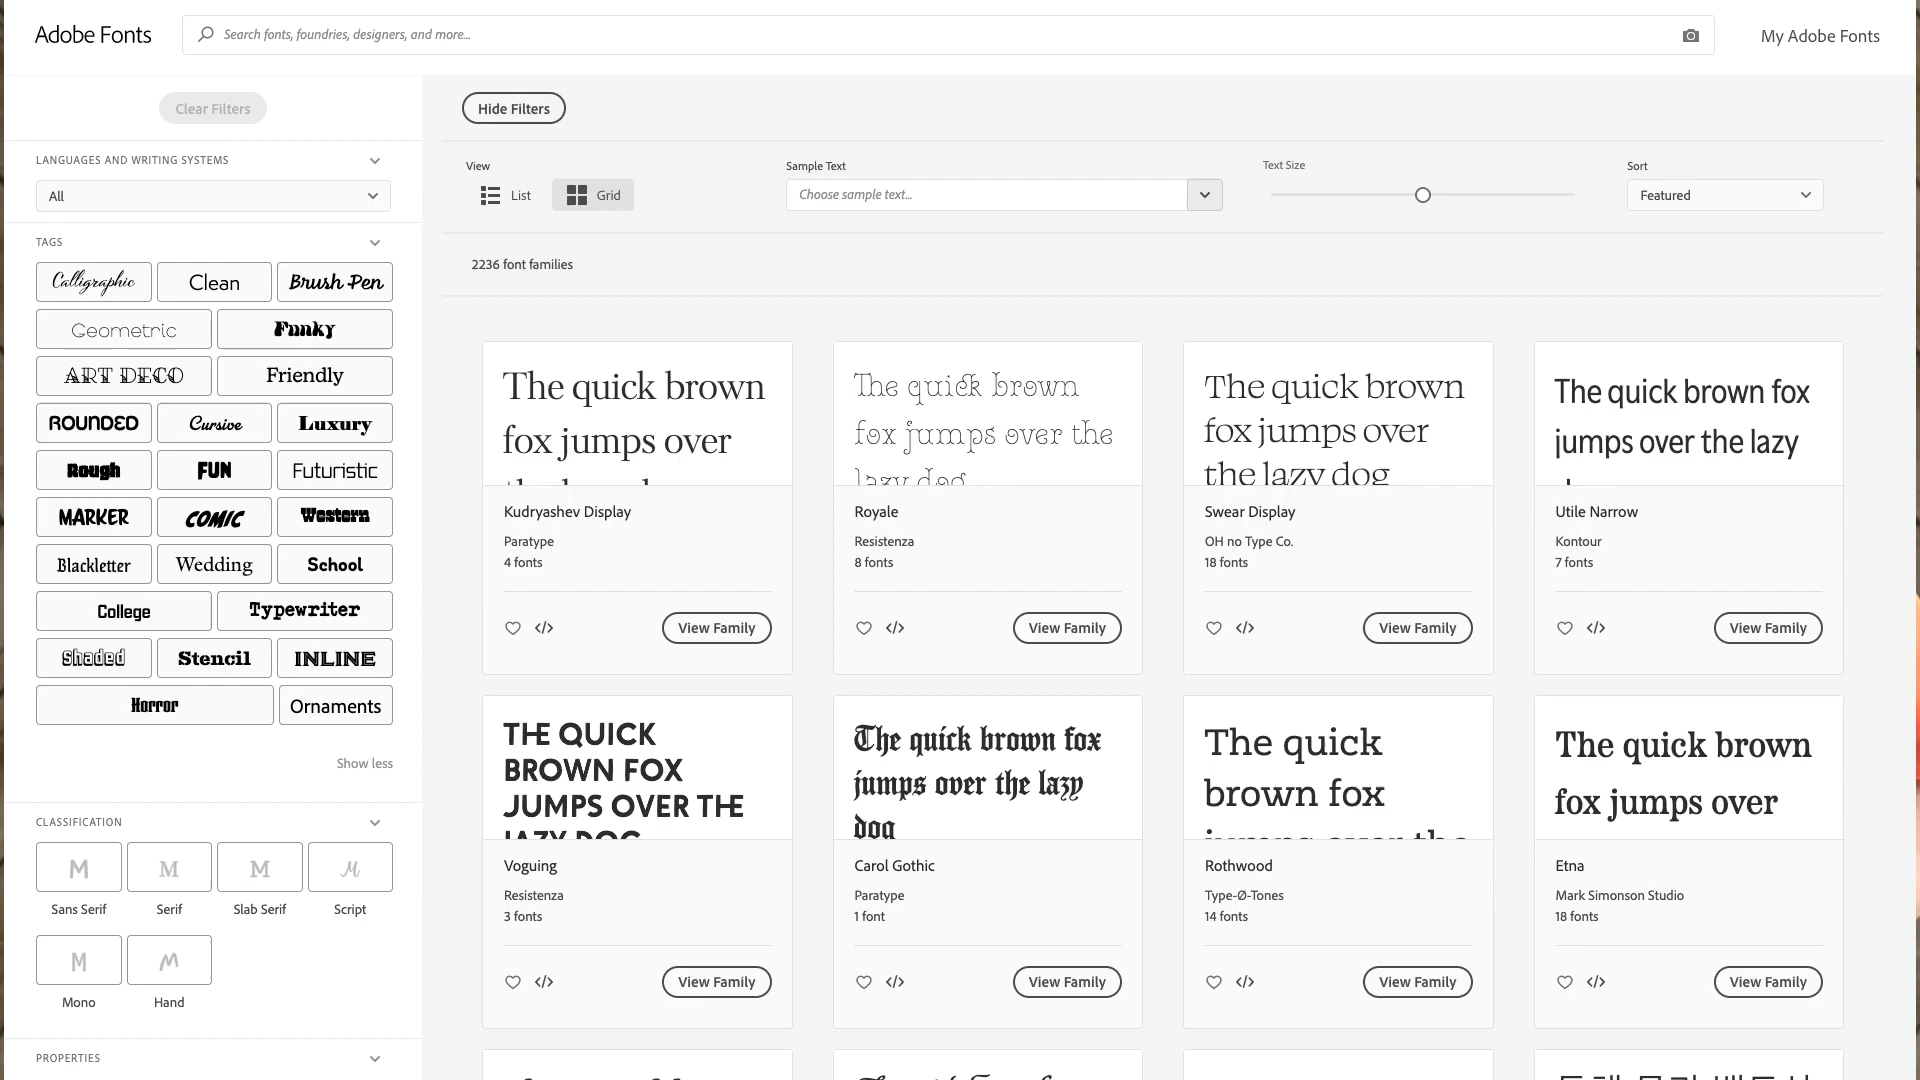 Adobe Fonts
Search fonts, foundries, designers, and more...
My Adobe Fonts
Clear Filters
Hide Filters
LANGUAGES AND WRITING SYSTEMS
All
View
List
Grid
Sample Text
Choose sample text...
Text Size
Sort
Featured
2236 font families
TAGS
Calligraphic
Clean
Brush Pen
Geometric
Funky
ART DECO
Friendly
ROUNDED
Cursive
Luxury
Rough
FUN
Futuristic
MARKER
COMIC
Western
Blackletter
Wedding
School
College
Typewriter
Shaded
Stencil
INLINE
Horror
Ornaments
Show less
CLASSIFICATION
M
M
M
M
Sans Serif
Serif
Slab Serif
Script
M
M
Mono
Hand
PROPERTIES
The quick brown
fox jumps over
Kudryashev Display
Paratype
4 fonts
View Family
The quick brown
fox jumps over the
lazy dog
Royale
Resistenza
8 fonts
View Family
The quick brown
fox jumps over
the lazy dog
Swear Display
OH no Type Co.
18 fonts
View Family
The quick brown fox
jumps over the lazy
Utile Narrow
Kontour
7 fonts
View Family
THE QUICK
BROWN FOX
JUMPS OVER THE
LAZY DOG
Voguing
Resistenza
3 fonts
View Family
The quick brown fox
jumps over the lazy
dog
Carol Gothic
Paratype
1 font
View Family
The quick
brown fox
jumps over the
Rothwood
Type-Ø-Tones
14 fonts
View Family
The quick brown
fox jumps over
Etna
Mark Simonson Studio
18 fonts
View Family